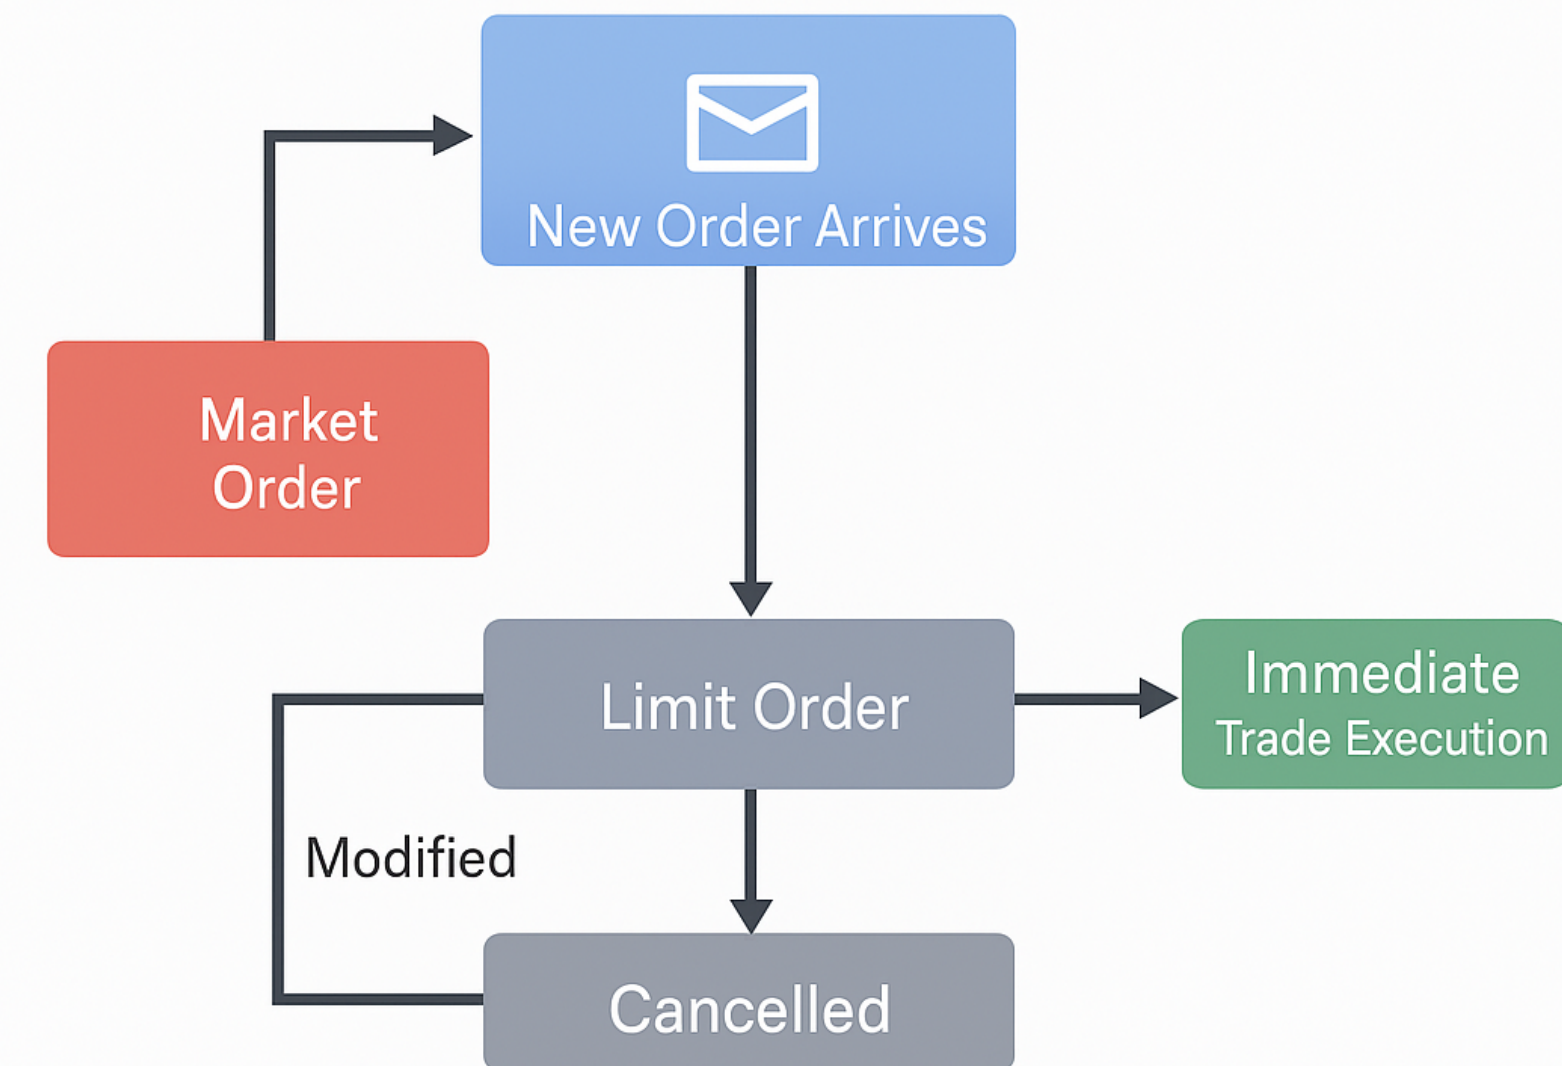 New Order Arrives
Market
Order
Limit Order
Immediate
Trade Execution
Modified
Cancelled